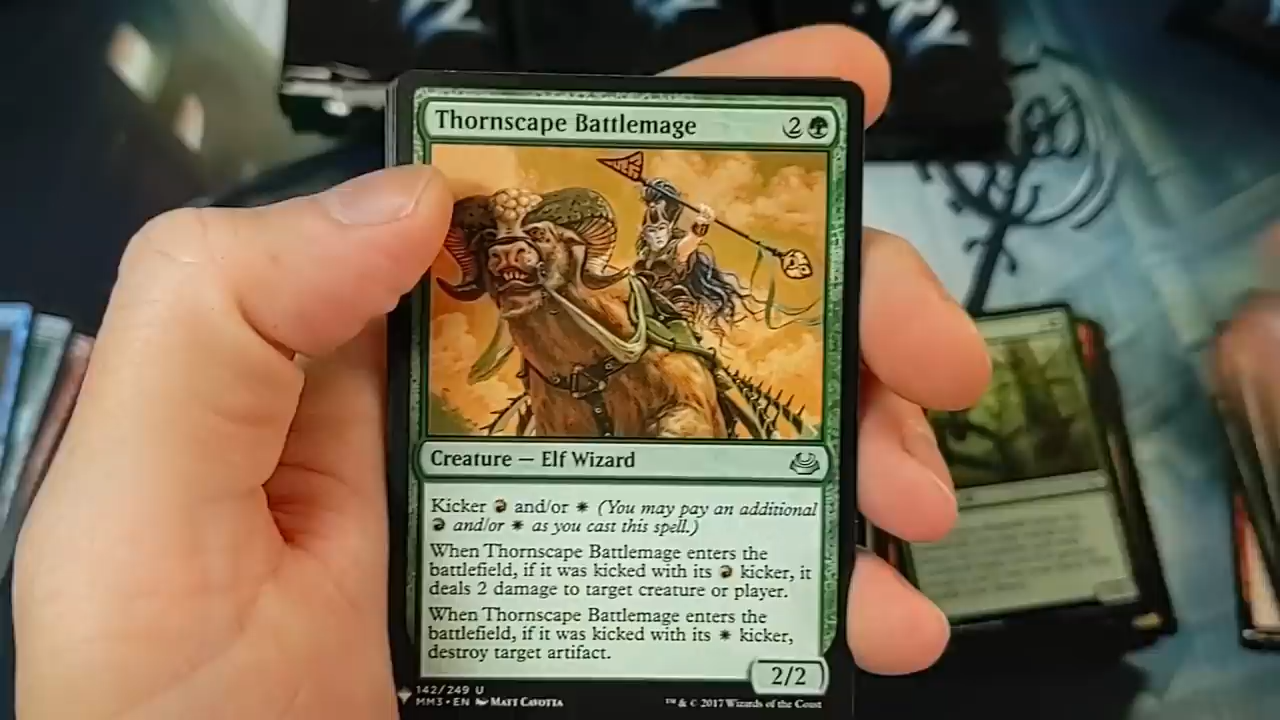 Thornscape Battlemage 2
Creature — Elf Wizard
Kicker and/or (You may pay an additional
and/or as you cast this spell.)
When Thornscape Battlemage enters the
battlefield, if it was kicked with its kicker, it
deals 2 damage to target creature or player.
When Thornscape Battlemage enters the
battlefield, if it was kicked with its kicker,
destroy target artifact.
2/2
142/249 U
MM3 • EN Matt Cavotta
™ & © 2017 Wizards of the Coast